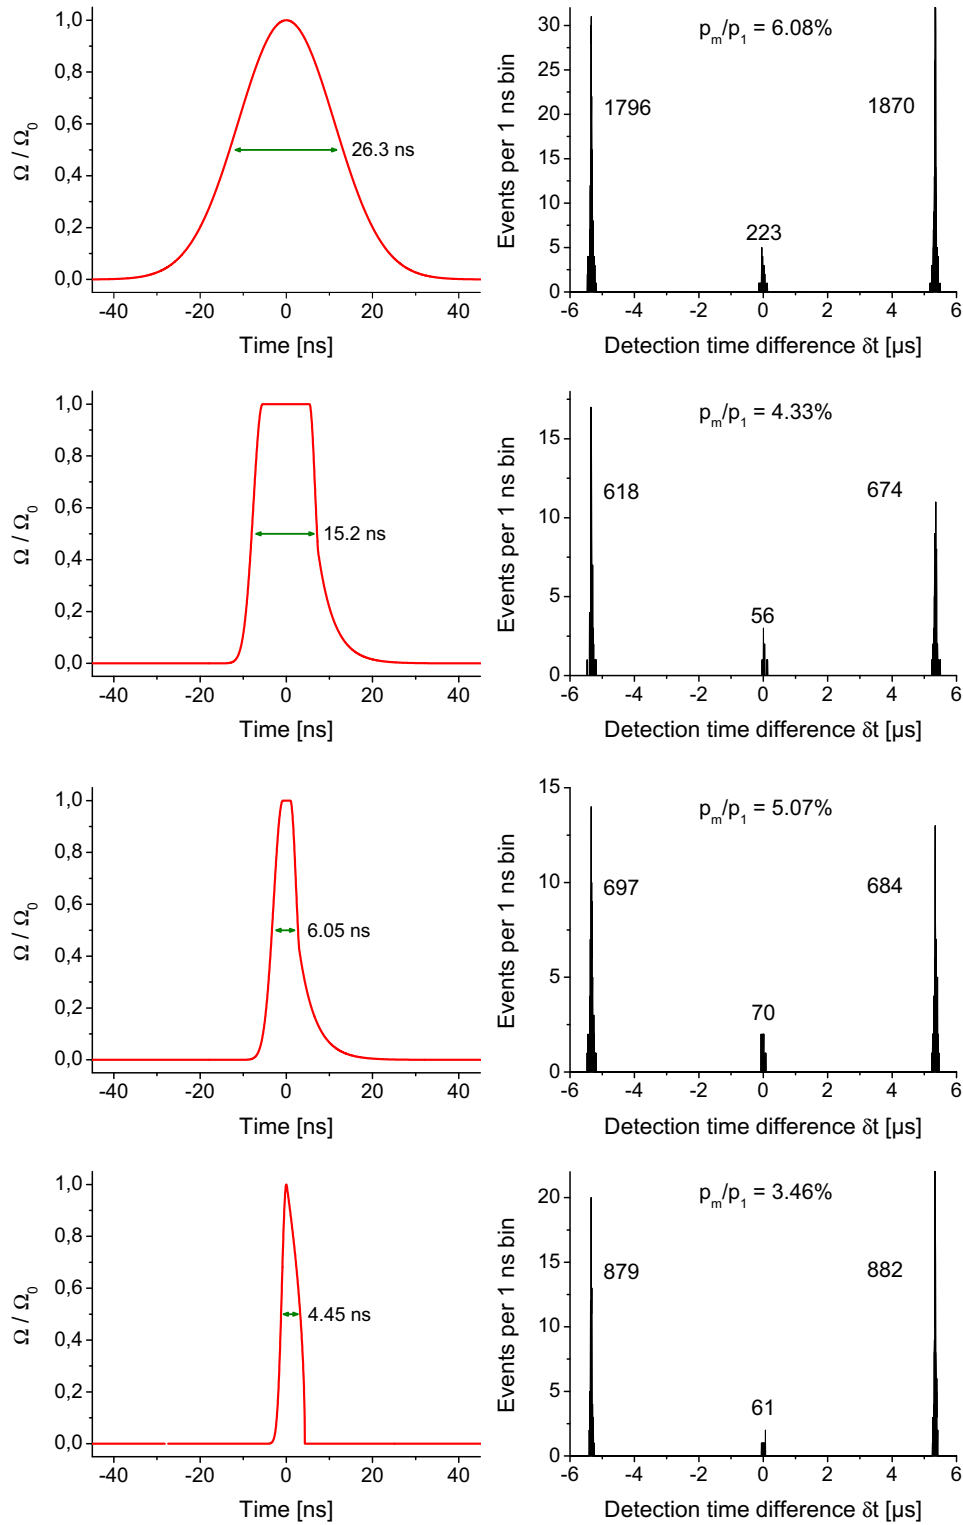 1,0
0,8
0,6
0,4
0,2
0,0
Ω / Ω0
26.3 ns
-40 -20 0 20 40
Time [ns]
30
25
20
15
10
5
0
Events per 1 ns bin
pm/p1 = 6.08%
1796
1870
223
-6 -4 -2 0 2 4 6
Detection time difference δt [µs]
1,0
0,8
0,6
0,4
0,2
0,0
Ω / Ω0
15.2 ns
-40 -20 0 20 40
Time [ns]
15
10
5
0
Events per 1 ns bin
pm/p1 = 4.33%
618
674
56
-6 -4 -2 0 2 4 6
Detection time difference δt [µs]
1,0
0,8
0,6
0,4
0,2
0,0
Ω / Ω0
6.05 ns
-40 -20 0 20 40
Time [ns]
15
10
5
0
Events per 1 ns bin
pm/p1 = 5.07%
697
684
70
-6 -4 -2 0 2 4 6
Detection time difference δt [µs]
1,0
0,8
0,6
0,4
0,2
0,0
Ω / Ω0
4.45 ns
-40 -20 0 20 40
Time [ns]
20
15
10
5
0
Events per 1 ns bin
pm/p1 = 3.46%
879
882
61
-6 -4 -2 0 2 4 6
Detection time difference δt [µs]